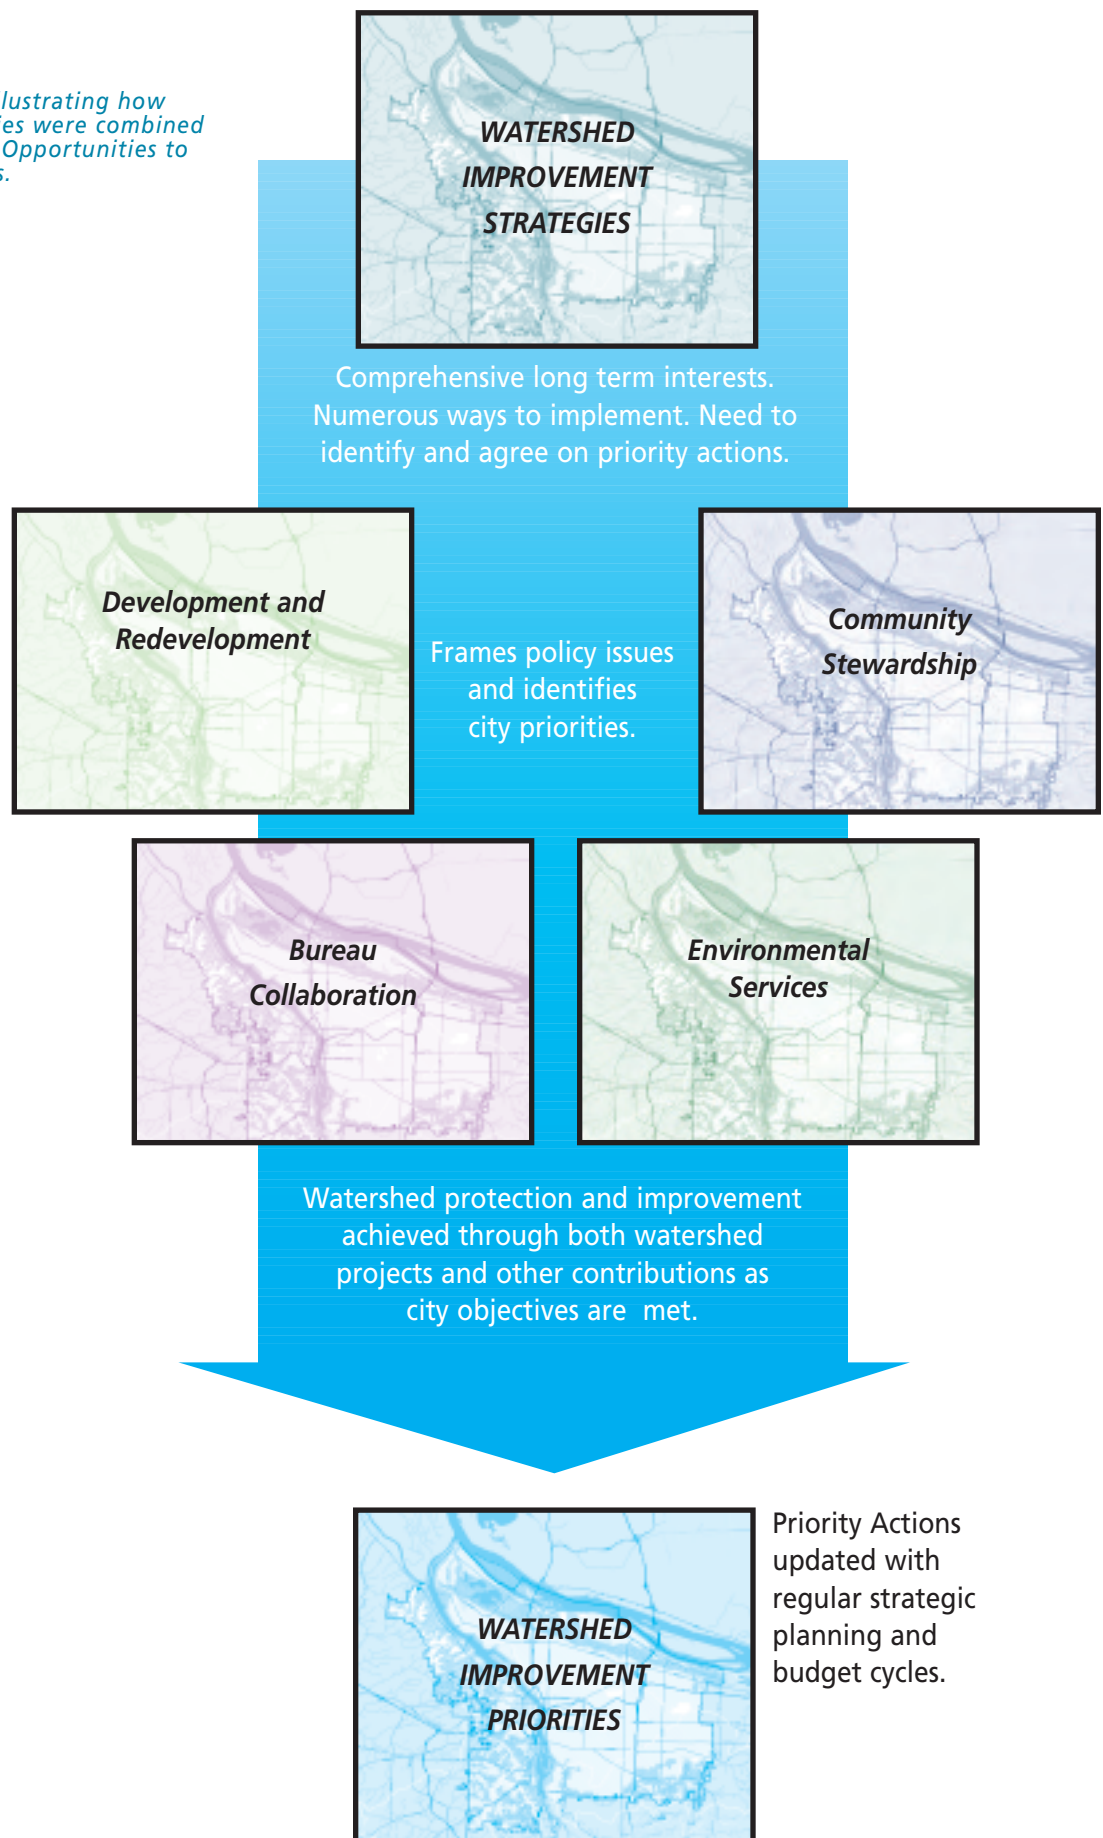 llustrating how
ies were combined
Opportunities to
s.
WATERSHED
IMPROVEMENT
STRATEGIES
Comprehensive long term interests.
Numerous ways to implement. Need to
identify and agree on priority actions.
Development and
Redevelopment
Frames policy issues
and identifies
city priorities.
Community
Stewardship
Bureau
Collaboration
Environmental
Services
Watershed protection and improvement
achieved through both watershed
projects and other contributions as
city objectives are met.
WATERSHED
IMPROVEMENT
PRIORITIES
Priority Actions
updated with
regular strategic
planning and
budget cycles.